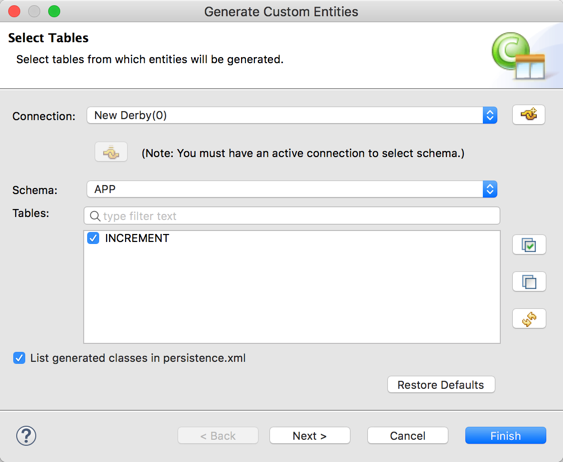 Generate Custom Entities
Select Tables
Select tables from which entities will be generated.
Connection: New Derby(0)
(Note: You must have an active connection to select schema.)
Schema: APP
Tables: type filter text
INCREMENT
List generated classes in persistence.xml
Restore Defaults
? < Back Next > Cancel Finish